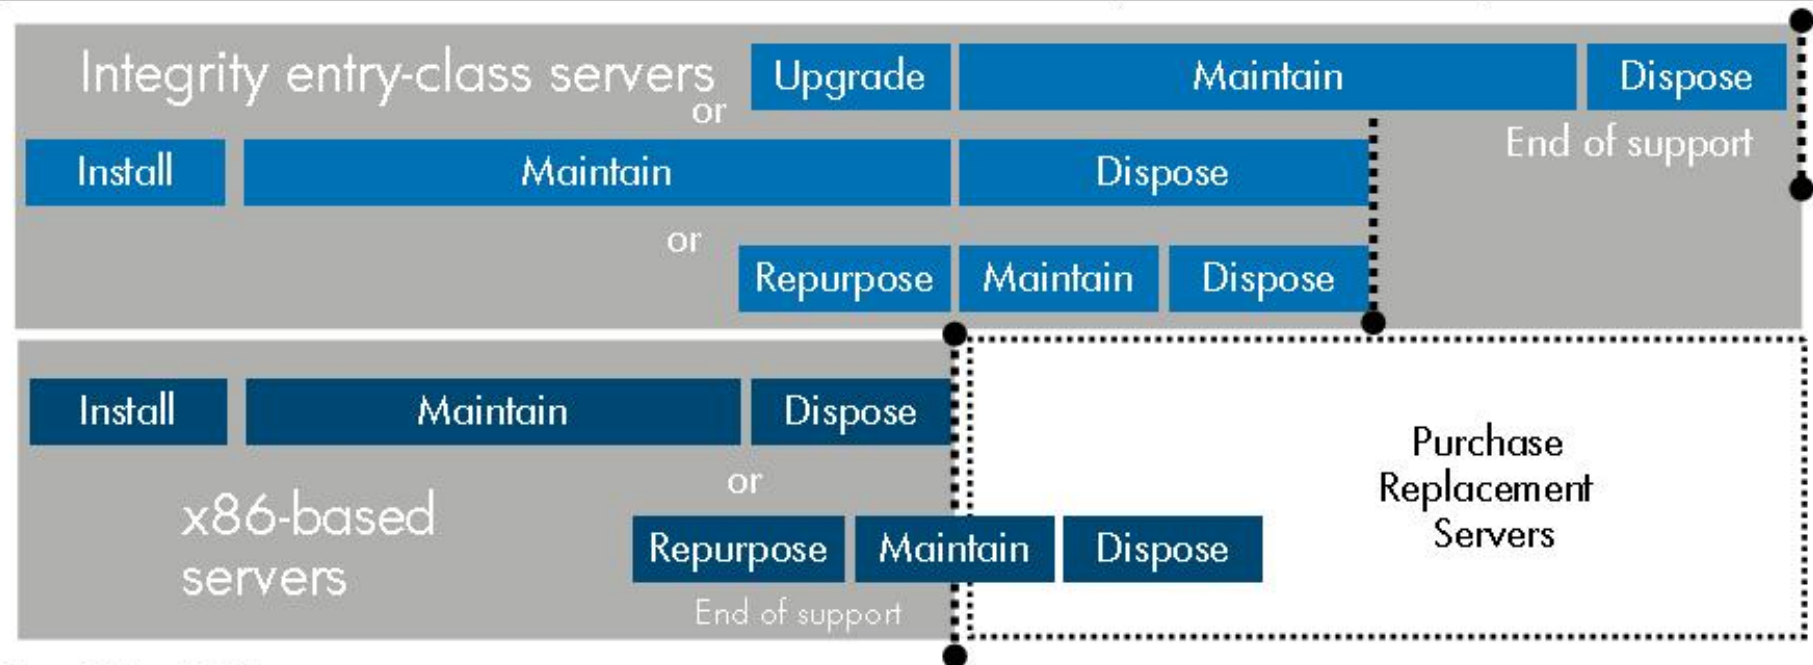 Integrity entry-class servers
Upgrade
Maintain
Dispose
or
End of support
Install
Maintain
Dispose
or
Repurpose
Maintain
Dispose
Install
Maintain
Dispose
or
x86-based
servers
Repurpose
Maintain
Dispose
End of support
Purchase
Replacement
Servers